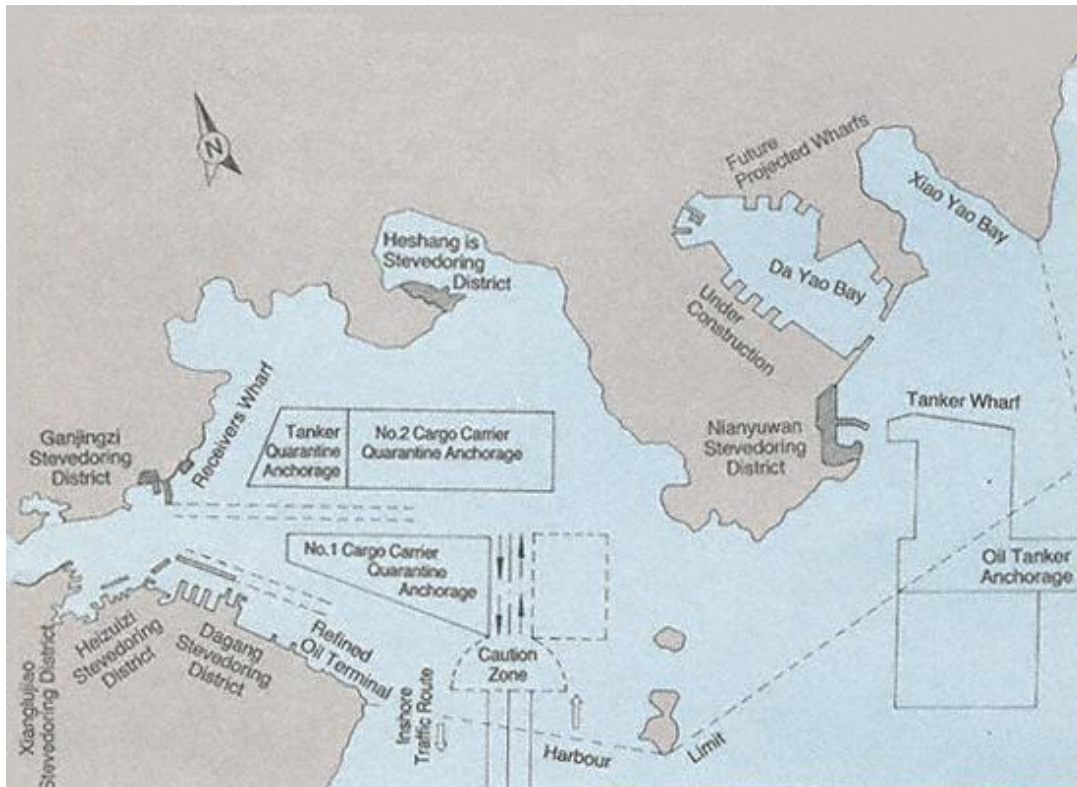 N
Future
Projected Wharfs
Xiao Yao Bay
Heshang is
Stevedoring
District
Da Yao Bay
Under
Construction
Receivers Wharf
Ganjingzi
Stevedoring
District
Tanker
Quarantine
Anchorage
No.2 Cargo Carrier
Quarantine Anchorage
Nianyuwan
Stevedoring
District
Tanker Wharf
No.1 Cargo Carrier
Quarantine
Anchorage
Oil Tanker
Anchorage
Xianglujiao
Stevedoring District
Heizuizi
Stevedoring
District
Dagang
Stevedoring
District
Refined
Oil Terminal
Caution
Zone
Inshore
Traffic Route
Harbour
Limit